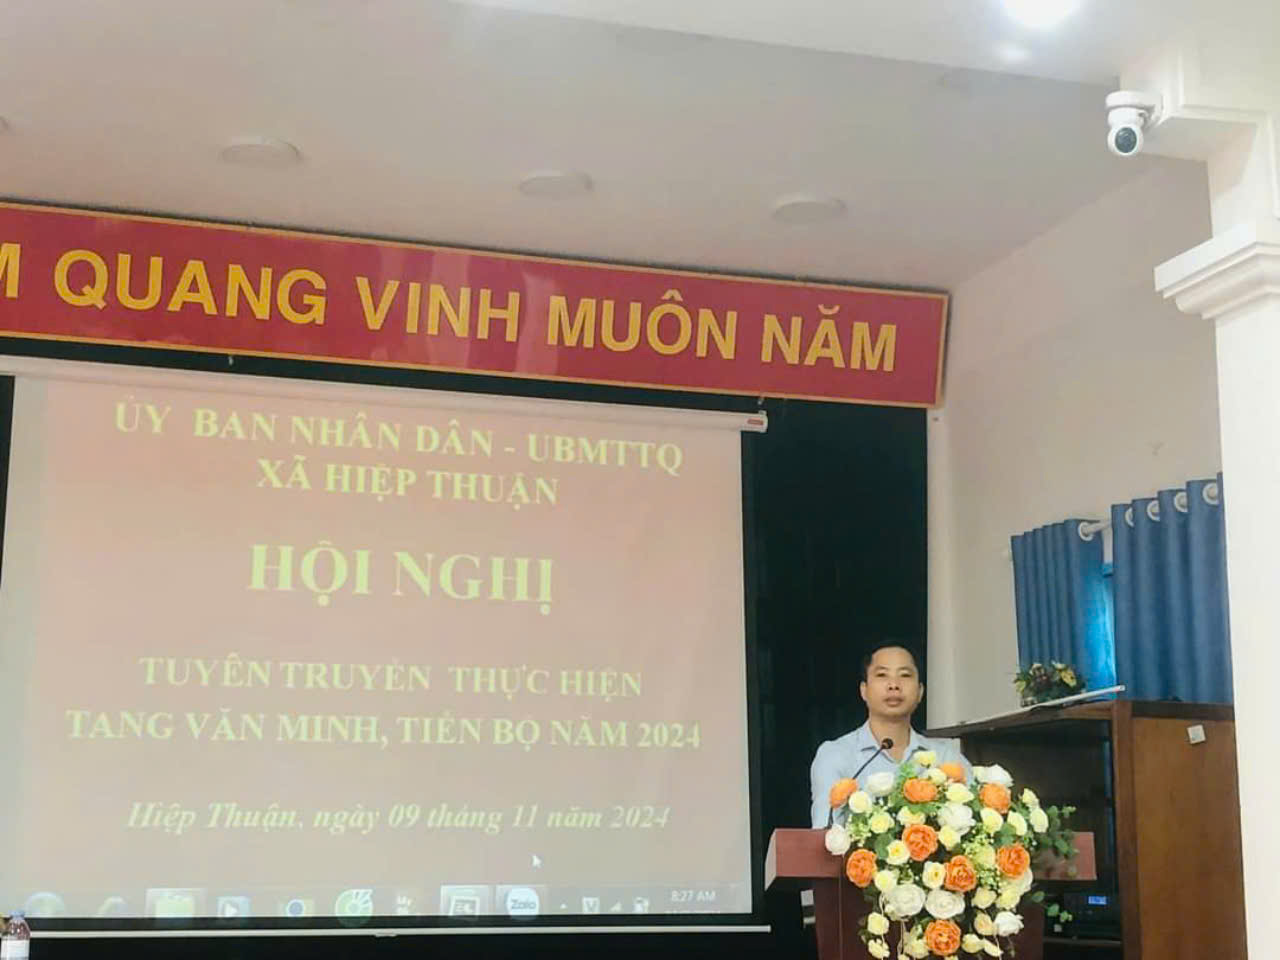 M QUANG VINH MUÔN NĂM
ỦY BAN NHÂN DÂN - UBMTTQ
XÃ HIỆP THUẬN
HỘI NGHỊ
TUYÊN TRUYỀN THỰC HIỆN
TANG VĂN MINH, TIẾN BỘ NĂM 2024
Hiệp Thuận, ngày 09 tháng 11 năm 2024
Zalo
V
8:27 AM